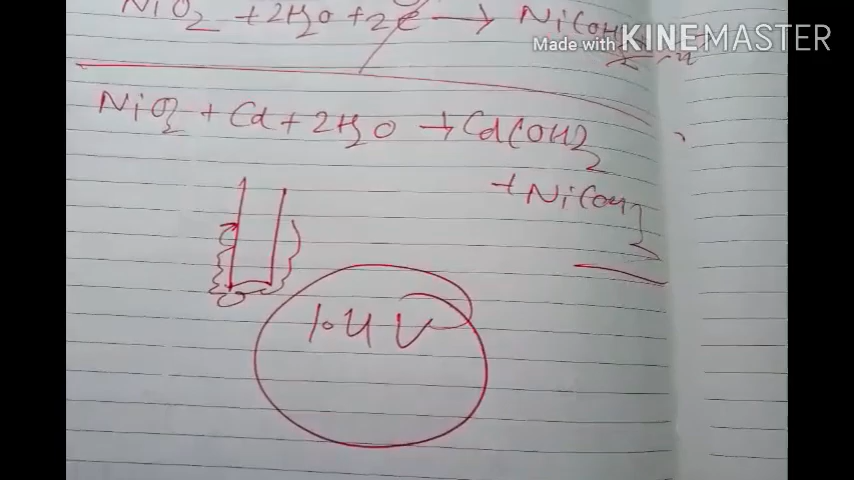 NiO2 + 2H2O + 2e → Ni(OH)2
Made with KINEMASTER
NiO2 + Cd + 2H2O → Cd(OH)2
+ Ni(OH)2
1.4 V